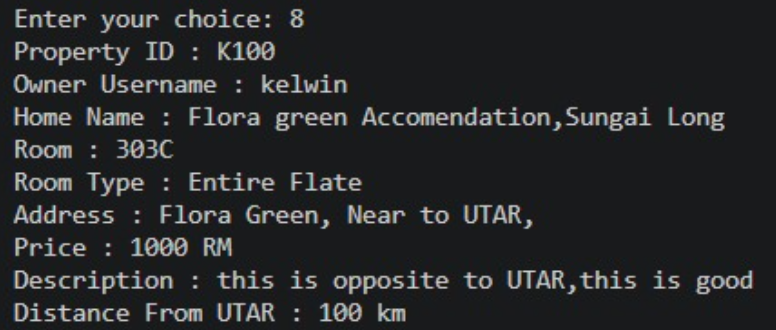 Enter your choice: 8
Property ID : K100
Owner Username : kelwin
Home Name : Flora green Accomendation,Sungai Long
Room : 303C
Room Type : Entire Flate
Address : Flora Green, Near to UTAR,
Price : 1000 RM
Description : this is opposite to UTAR,this is good
Distance From UTAR : 100 km